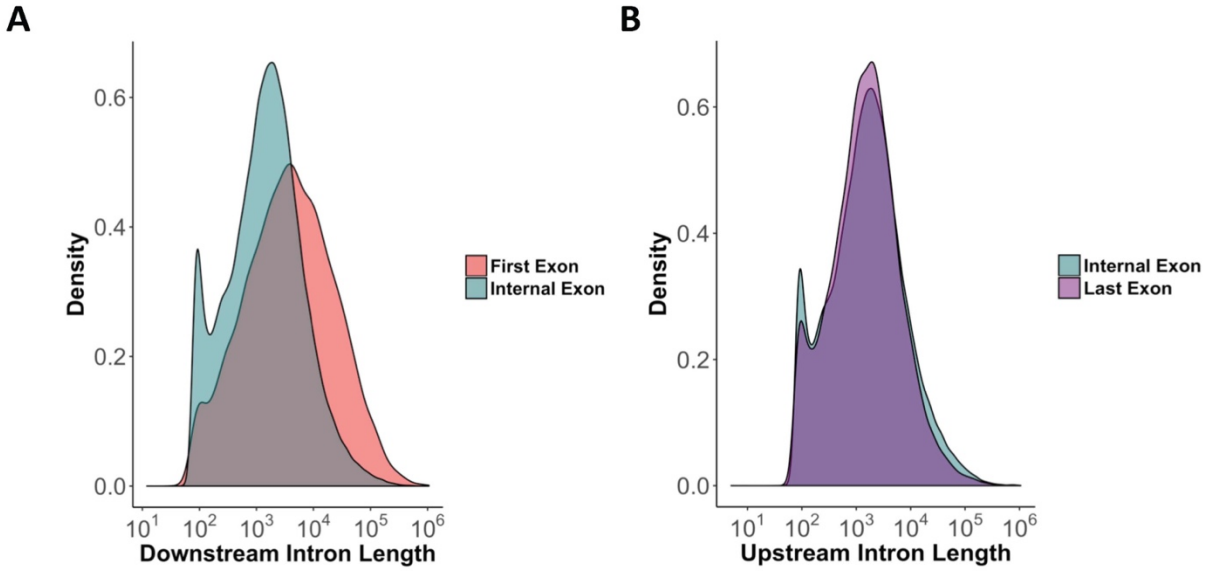 A
Density
0.6
0.4
0.2
0.0
10^1 10^2 10^3 10^4 10^5 10^6
Downstream Intron Length
First Exon
Internal Exon
B
Density
0.6
0.4
0.2
0.0
10^1 10^2 10^3 10^4 10^5 10^6
Upstream Intron Length
Internal Exon
Last Exon